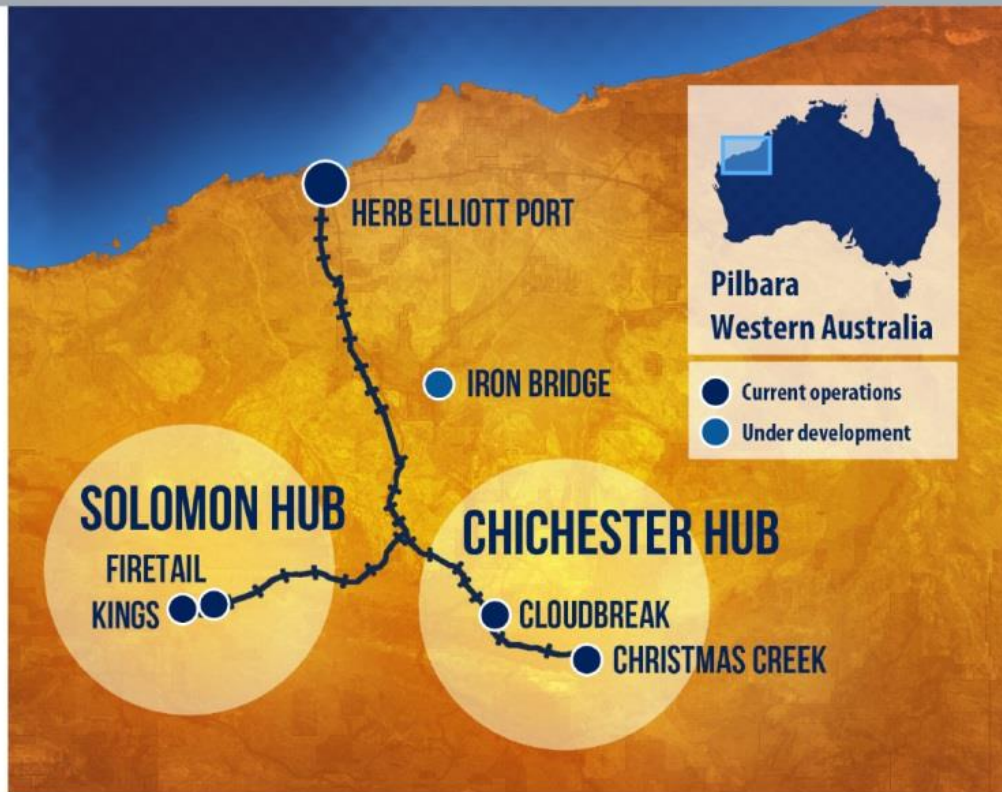 HERB ELLIOTT PORT
Pilbara
Western Australia
IRON BRIDGE
Current operations
Under development
SOLOMON HUB
FIRETAIL
KINGS
CHICHESTER HUB
CLOUDBREAK
CHRISTMAS CREEK